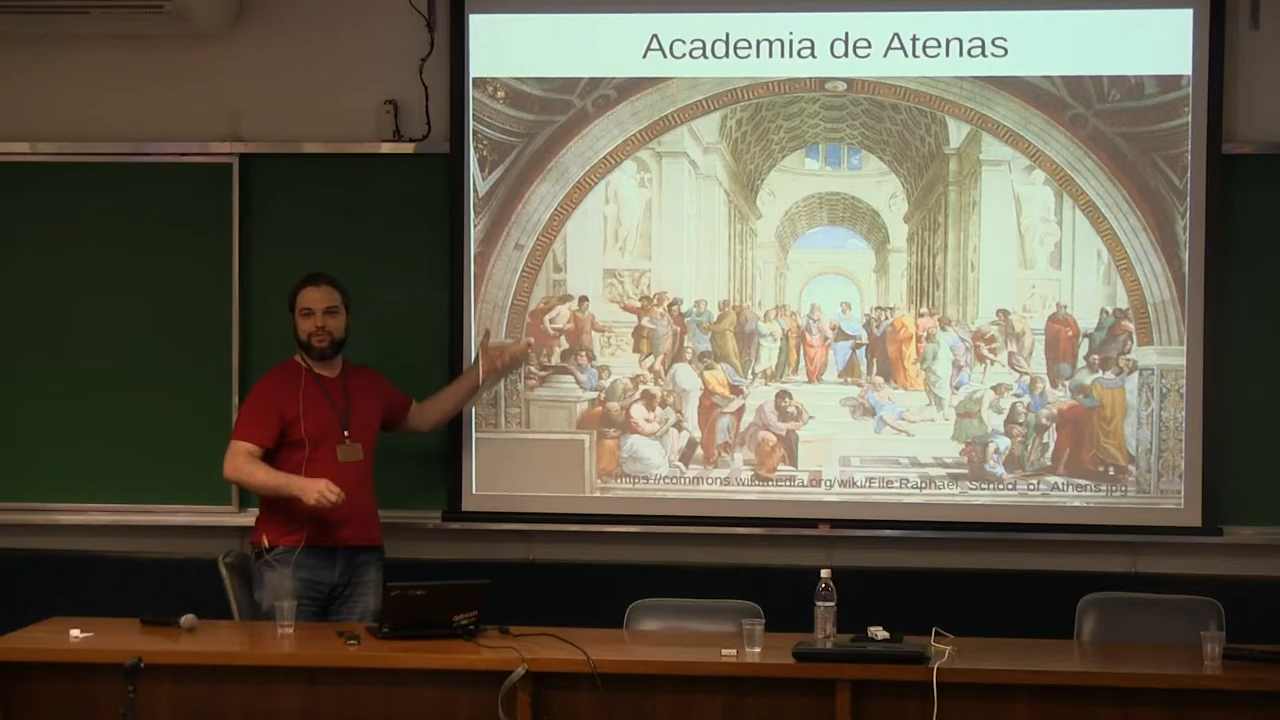 Academia de Atenas
https://commons.wikimedia.org/wiki/File:Raphael_School_of_Athens.jpg